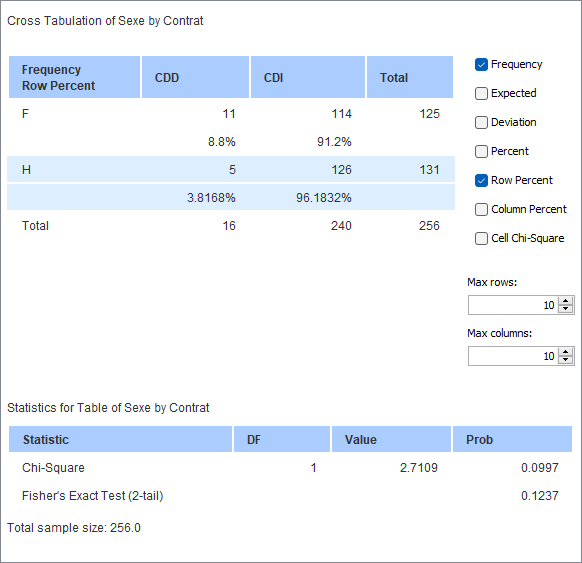 Cross Tabulation of Sexe by Contrat
Frequency
Row Percent CDD CDI Total
F 11 114 125
8.8% 91.2%
H 5 126 131
3.8168% 96.1832%
Total 16 240 256
Frequency
Expected
Deviation
Percent
Row Percent
Column Percent
Cell Chi-Square
Max rows:
10
Max columns:
10
Statistics for Table of Sexe by Contrat
Statistic DF Value Prob
Chi-Square 1 2.7109 0.0997
Fisher's Exact Test (2-tail) 0.1237
Total sample size: 256.0